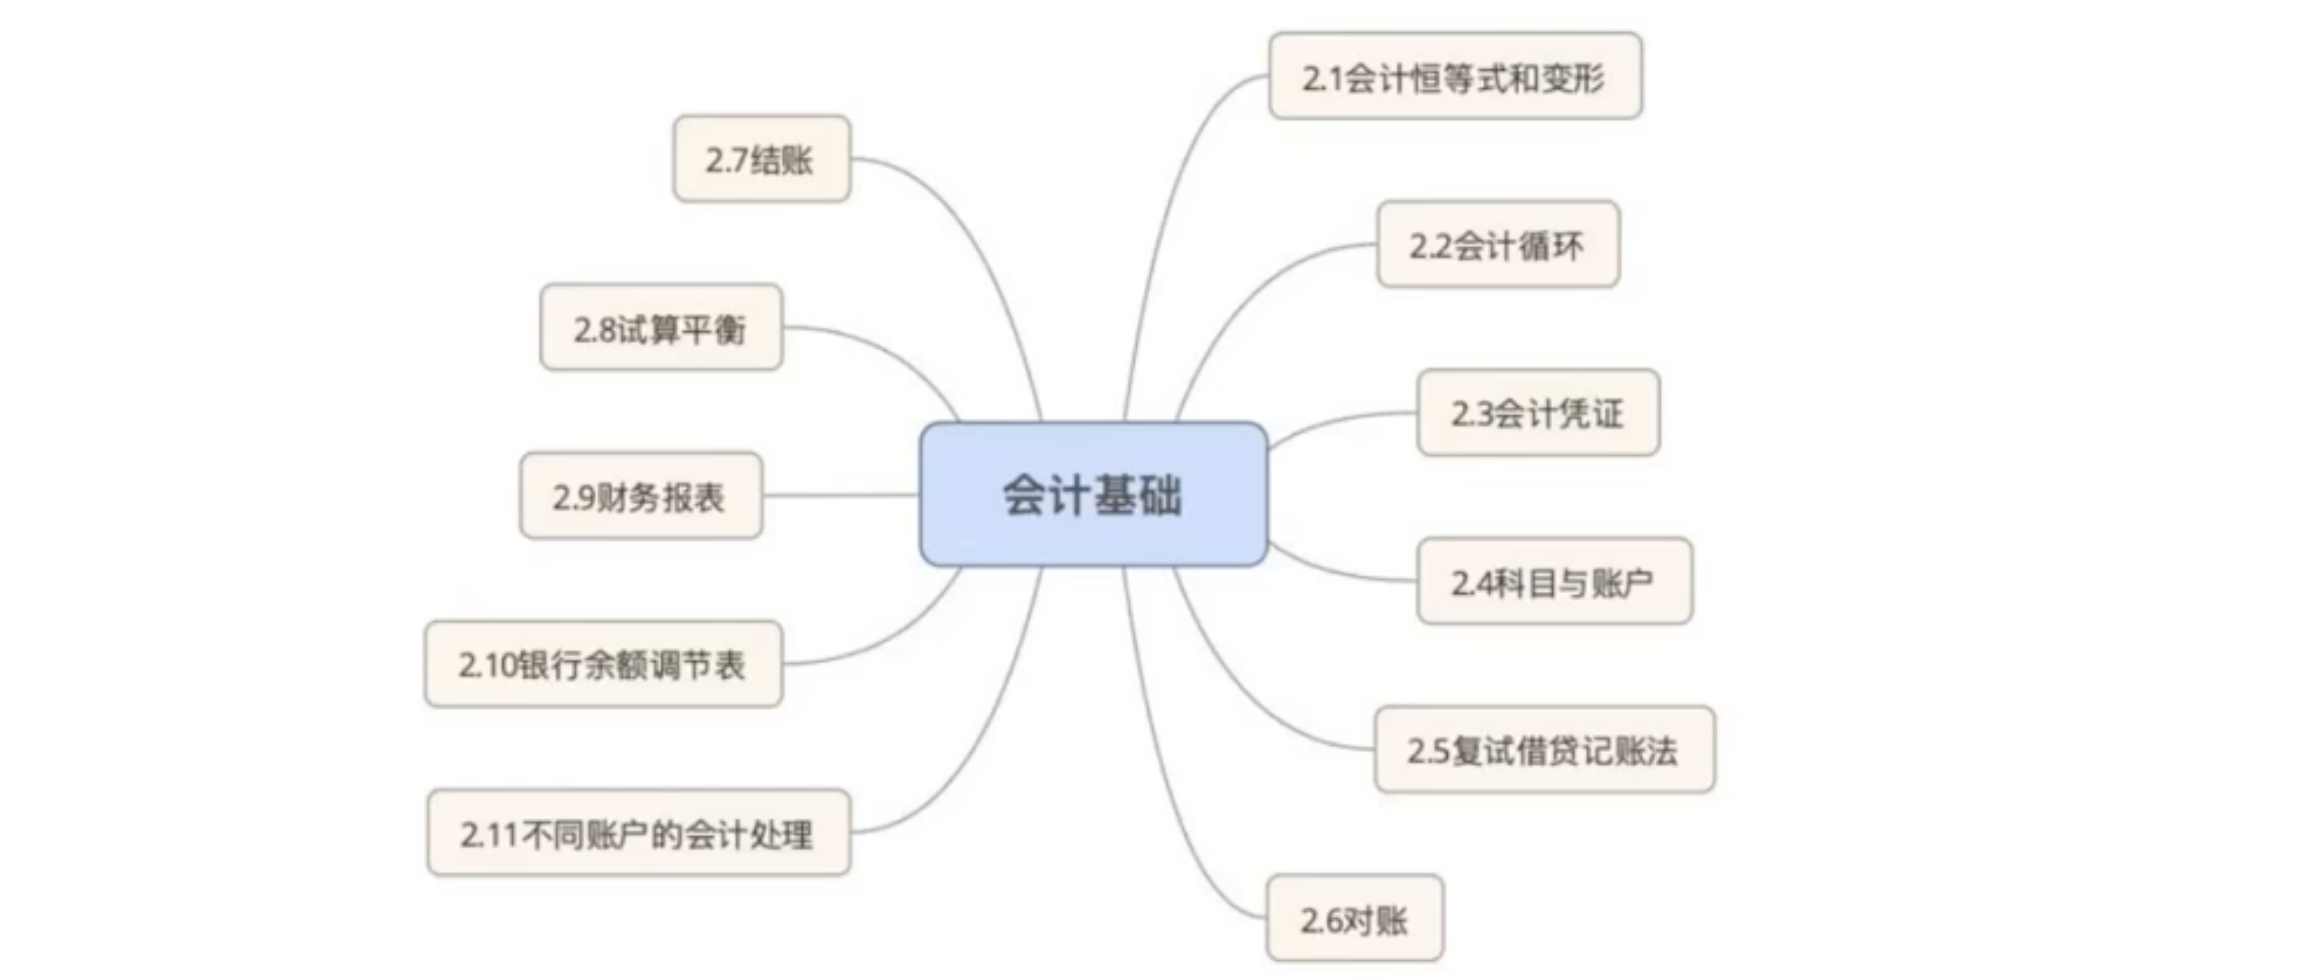 会计基础
2.1会计恒等式和变形
2.2会计循环
2.3会计凭证
2.4科目与账户
2.5复试借贷记账法
2.6对账
2.7结账
2.8试算平衡
2.9财务报表
2.10银行余额调节表
2.11不同账户的会计处理